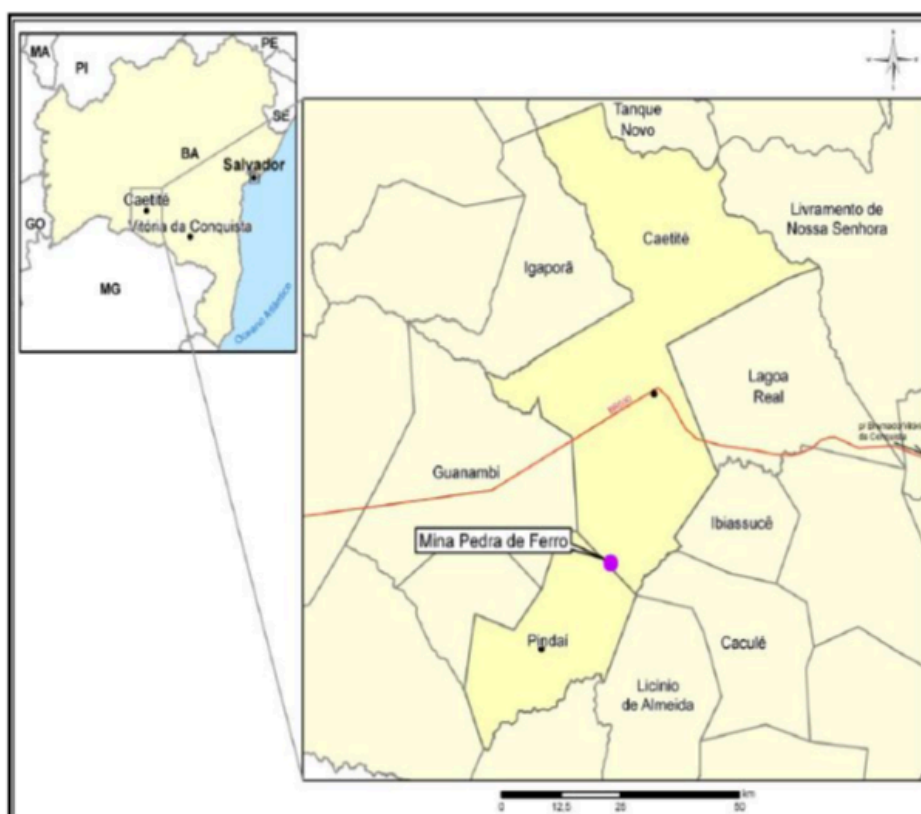 MA
PI
PE
SE
BA
Salvador
Caetité
Vitória da Conquista
GO
MG
Oceano Atlântico
Tanque
Novo
Livramento de
Nossa Senhora
Caetité
Igaporã
Lagoa
Real
Guanambi
Ibiassucê
Mina Pedra de Ferro
Pindaí
Caculé
Licínio
de Almeida
km
0 12,5 25 50